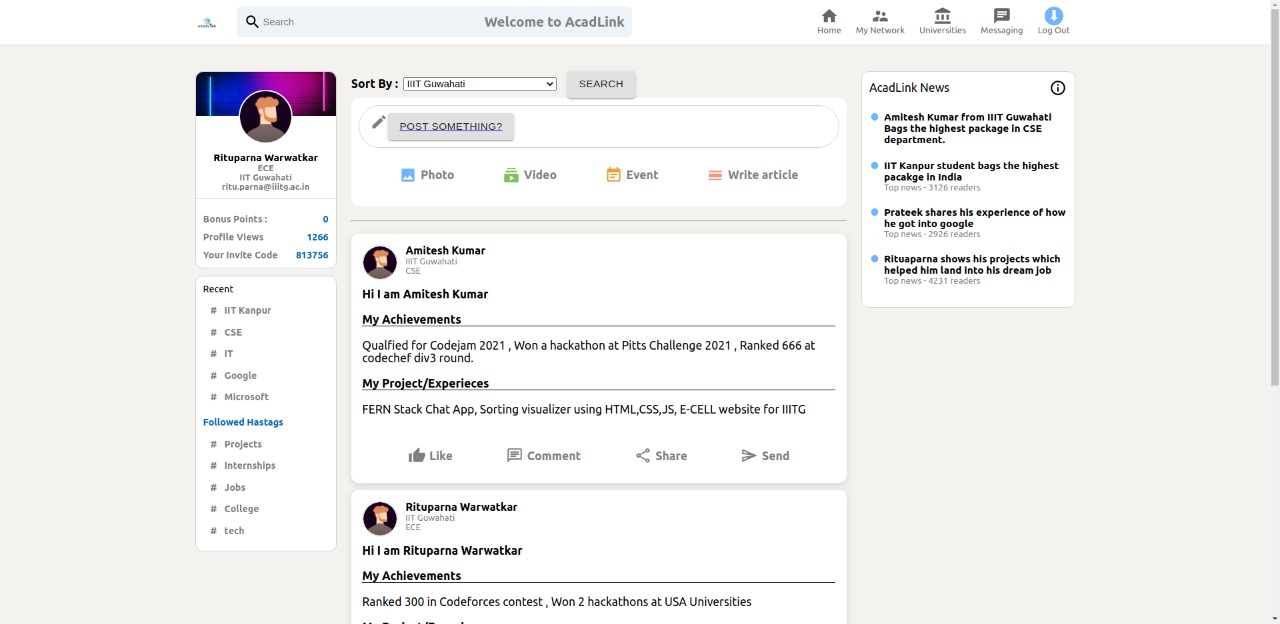 ACADLINK
Search
Welcome to AcadLink
Home
My Network
Universities
Messaging
Log Out
Rituparna Warwatkar
ECE
IIT Guwahati
ritu.parna@iiitg.ac.in
Bonus Points :
0
Profile Views
1266
Your Invite Code
813756
Recent
# IIT Kanpur
# CSE
# IT
# Google
# Microsoft
Followed Hastags
# Projects
# Internships
# Jobs
# College
# tech
Sort By :
IIIT Guwahati
SEARCH
POST SOMETHING?
Photo
Video
Event
Write article
Amitesh Kumar
IIIT Guwahati
CSE
Hi I am Amitesh Kumar
My Achievements
Qualfied for Codejam 2021 , Won a hackathon at Pitts Challenge 2021 , Ranked 666 at
codechef div3 round.
My Project/Experieces
FERN Stack Chat App, Sorting visualizer using HTML,CSS,JS, E-CELL website for IIITG
Like
Comment
Share
Send
Rituparna Warwatkar
IIT Guwahati
ECE
Hi I am Rituparna Warwatkar
My Achievements
Ranked 300 in Codeforces contest , Won 2 hackathons at USA Universities
AcadLink News
Amitesh Kumar from IIIT Guwahati
Bags the highest package in CSE
department.
IIT Kanpur student bags the highest
pacakge in India
Top news - 3126 readers
Prateek shares his experience of how
he got into google
Top news - 2926 readers
Rituaparna shows his projects which
helped him land into his dream job
Top news - 4231 readers